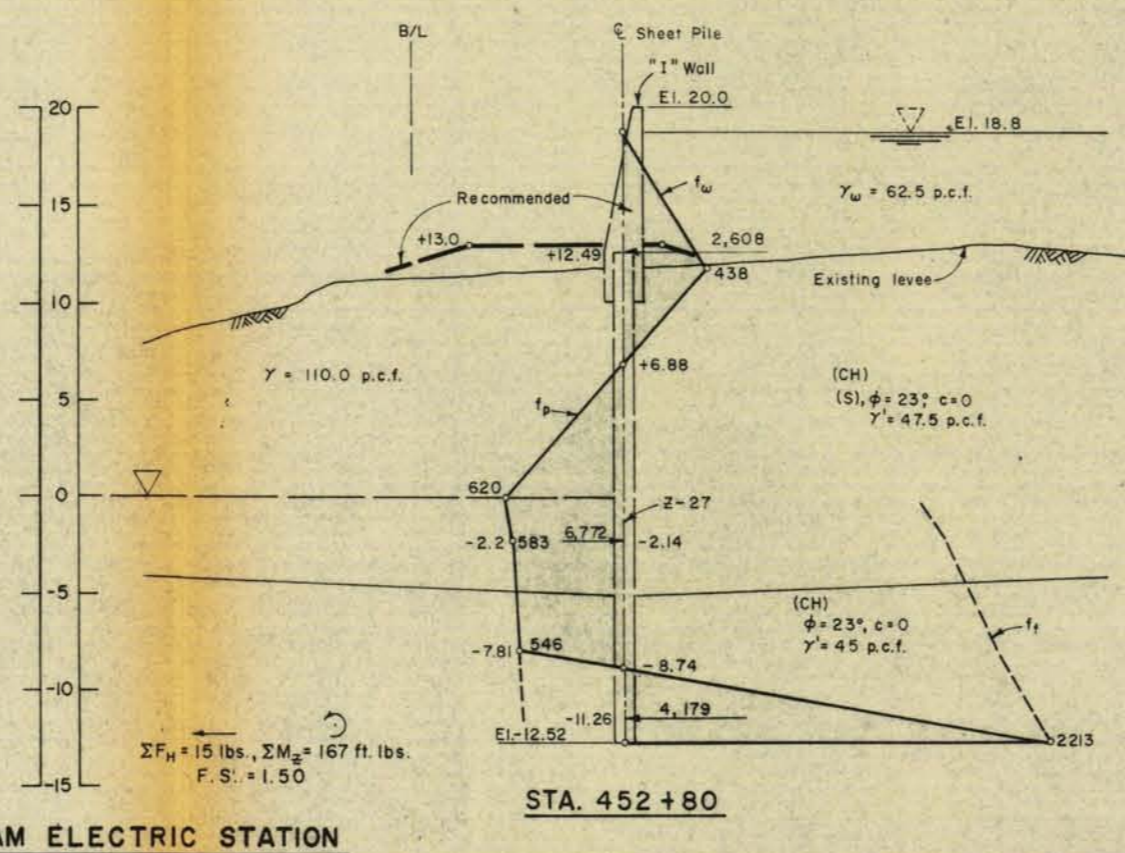 B/L
℄ Sheet Pile
"I" Wall
El. 20.0
El. 18.8
20
15
10
5
0
-5
-10
-15
fω
γω = 62.5 p.c.f.
Recommended
+13.0
+12.49
2,608
438
Existing levee
+6.88
γ = 110.0 p.c.f.
fp
(CH)
(S), φ = 23°, c=0
γ' = 47.5 p.c.f.
620
Z-27
6,772
-2.2
583
-2.14
(CH)
φ = 23°, c=0
γ' = 45 p.c.f.
ff
-7.81
546
-8.74
-11.26
4,179
El.-12.52
2213
ΣFH = 15 lbs., ΣMƵ = 167 ft. lbs.
F. S. = 1.50
STA. 452 + 80
AM ELECTRIC STATION